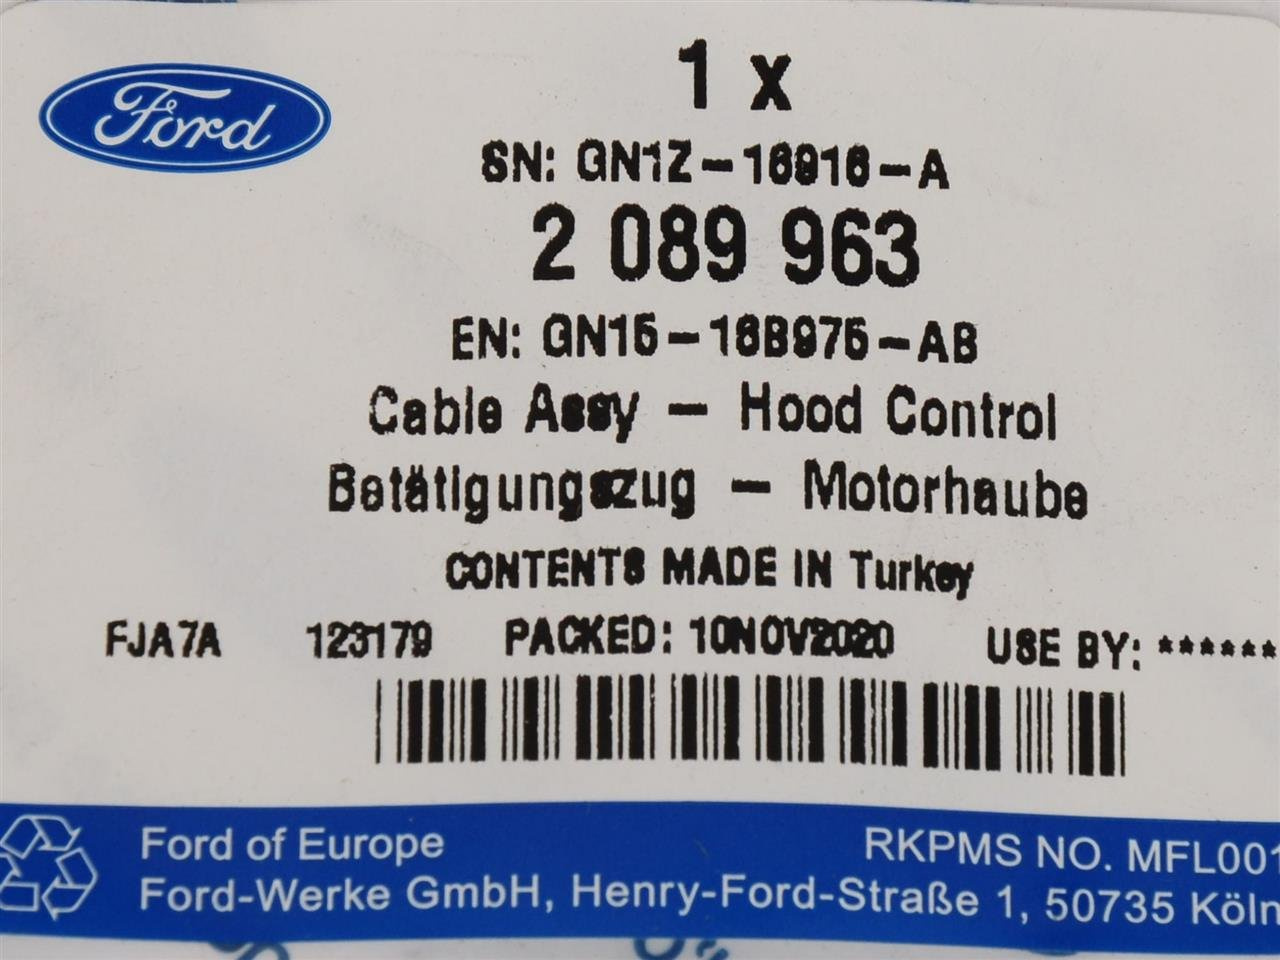 Ford
1 x
SN: GN1Z-16916-A
2 089 963
EN: GN15-16B975-AB
Cable Assy - Hood Control
Betätigungszug - Motorhaube
CONTENTS MADE IN Turkey
FJA7A 123179 PACKED: 10NOV2020 USE BY: ******
Ford of Europe RKPMS NO. MFL001
Ford-Werke GmbH, Henry-Ford-Straße 1, 50735 Köln